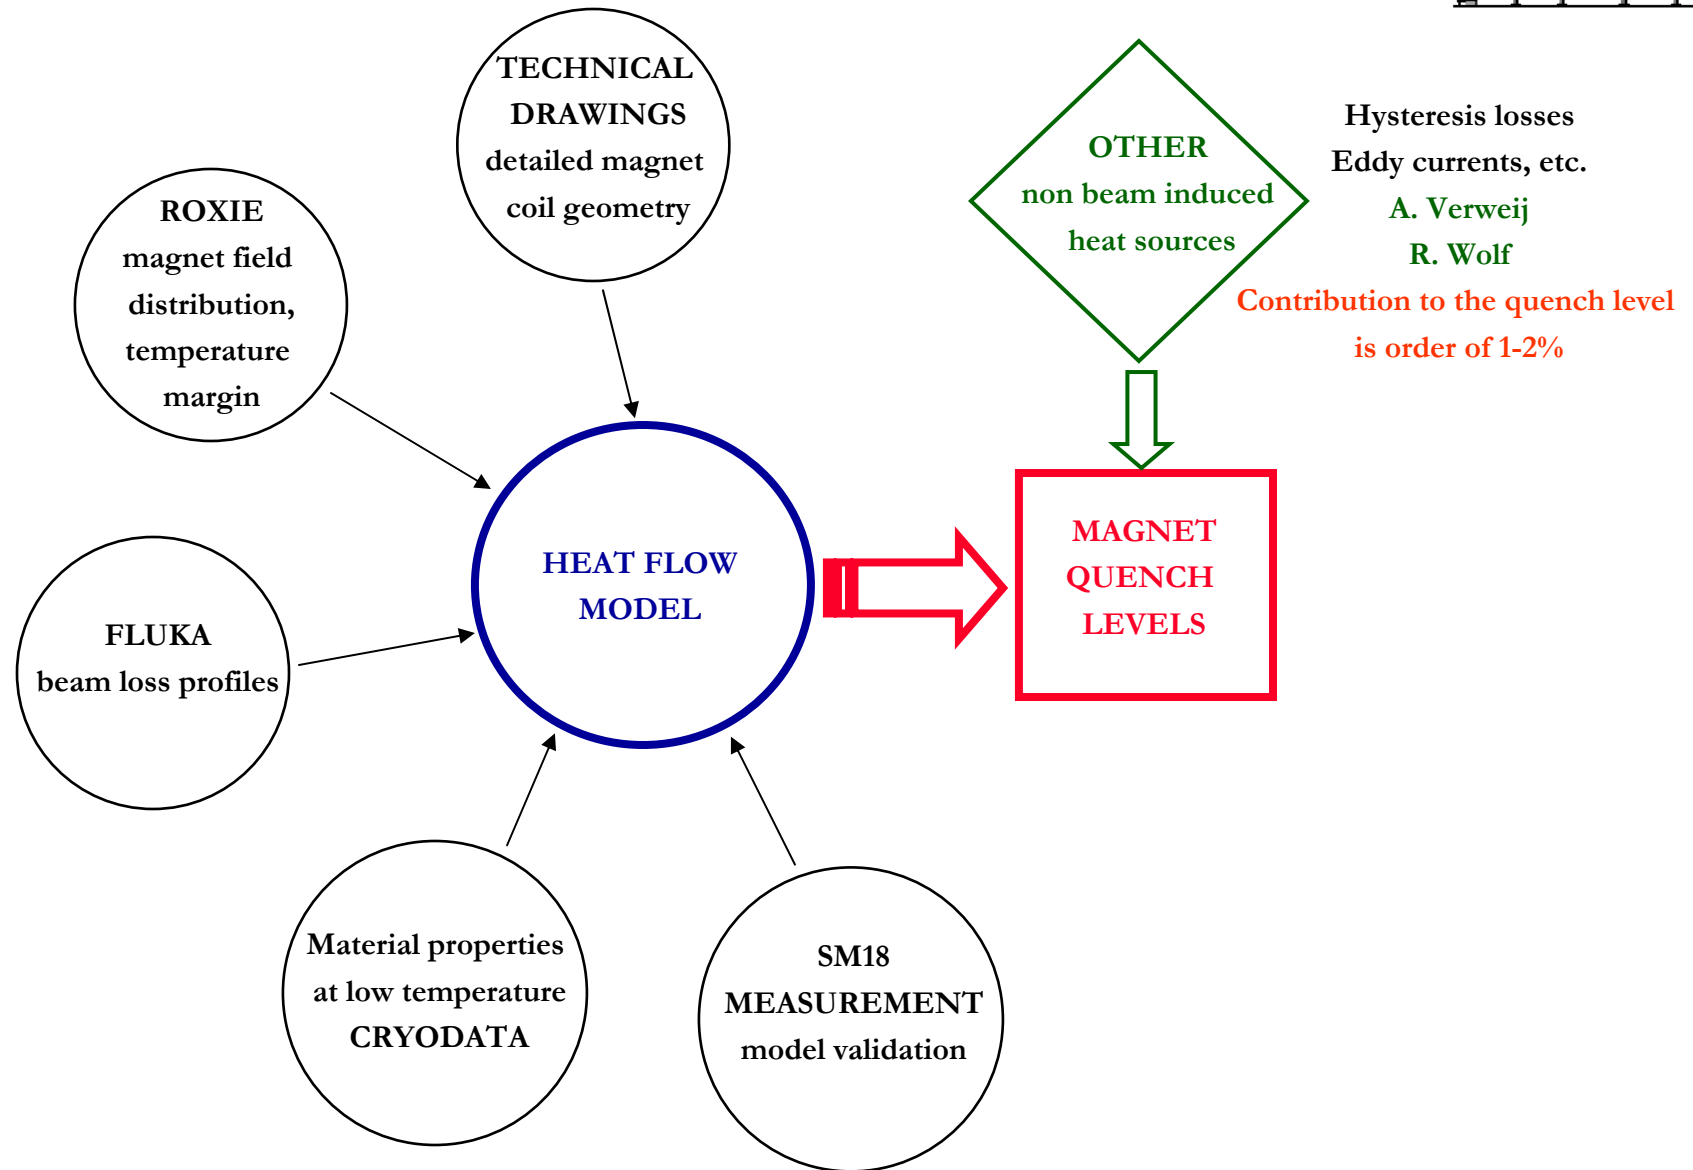 TECHNICAL
DRAWINGS
detailed magnet
coil geometry
ROXIE
magnet field
distribution,
temperature
margin
OTHER
non beam induced
heat sources
Hysteresis losses
Eddy currents, etc.
A. Verweij
R. Wolf
Contribution to the quench level
is order of 1-2%
HEAT FLOW
MODEL
MAGNET
QUENCH
LEVELS
FLUKA
beam loss profiles
Material properties
at low temperature
CRYODATA
SM18
MEASUREMENT
model validation